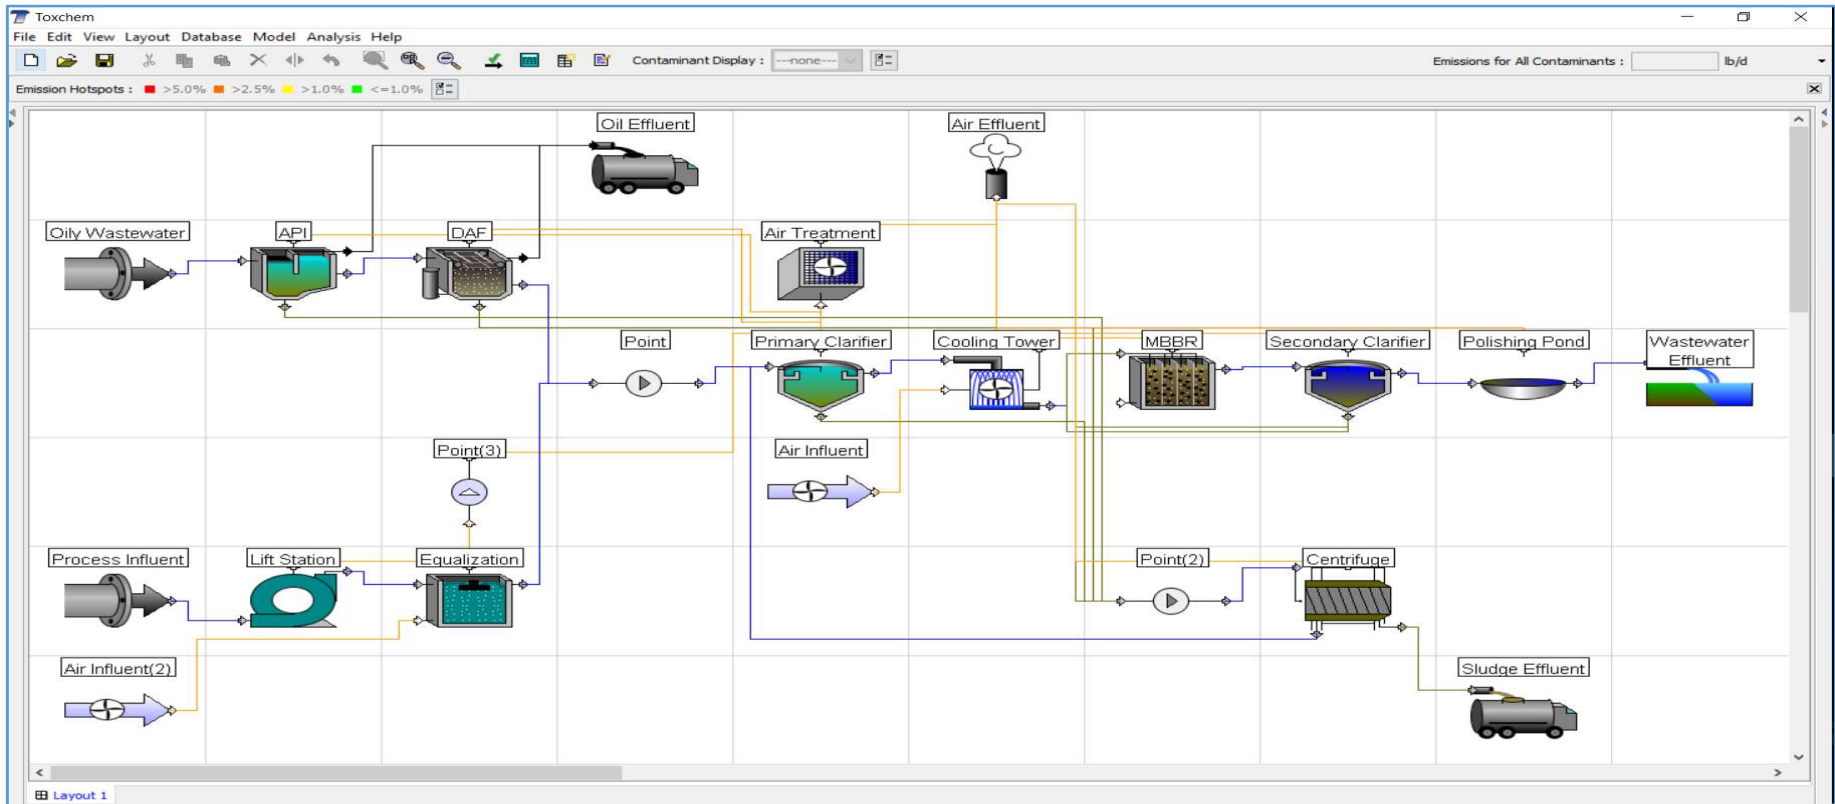 Toxchem
File Edit View Layout Database Model Analysis Help
Contaminant Display : ---none--- Emissions for All Contaminants : lb/d
Emission Hotspots : >5.0% >2.5% >1.0% <=1.0%
Oil Effluent Air Effluent
Oily Wastewater API DAF Air Treatment
Point Primary Clarifier Cooling Tower MBBR Secondary Clarifier Polishing Pond Wastewater
Effluent
Point(3) Air Influent
Process Influent Lift Station Equalization Point(2) Centrifuge
Air Influent(2) Sludge Effluent
Layout 1